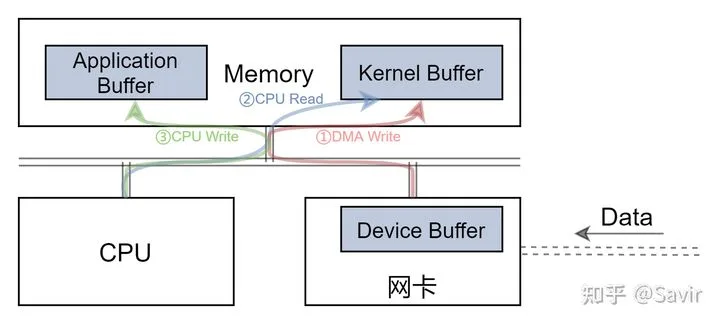 Application
Buffer
Memory
Kernel Buffer
②CPU Read
③CPU Write
①DMA Write
CPU
Device Buffer
网卡
Data
知乎 @Savir